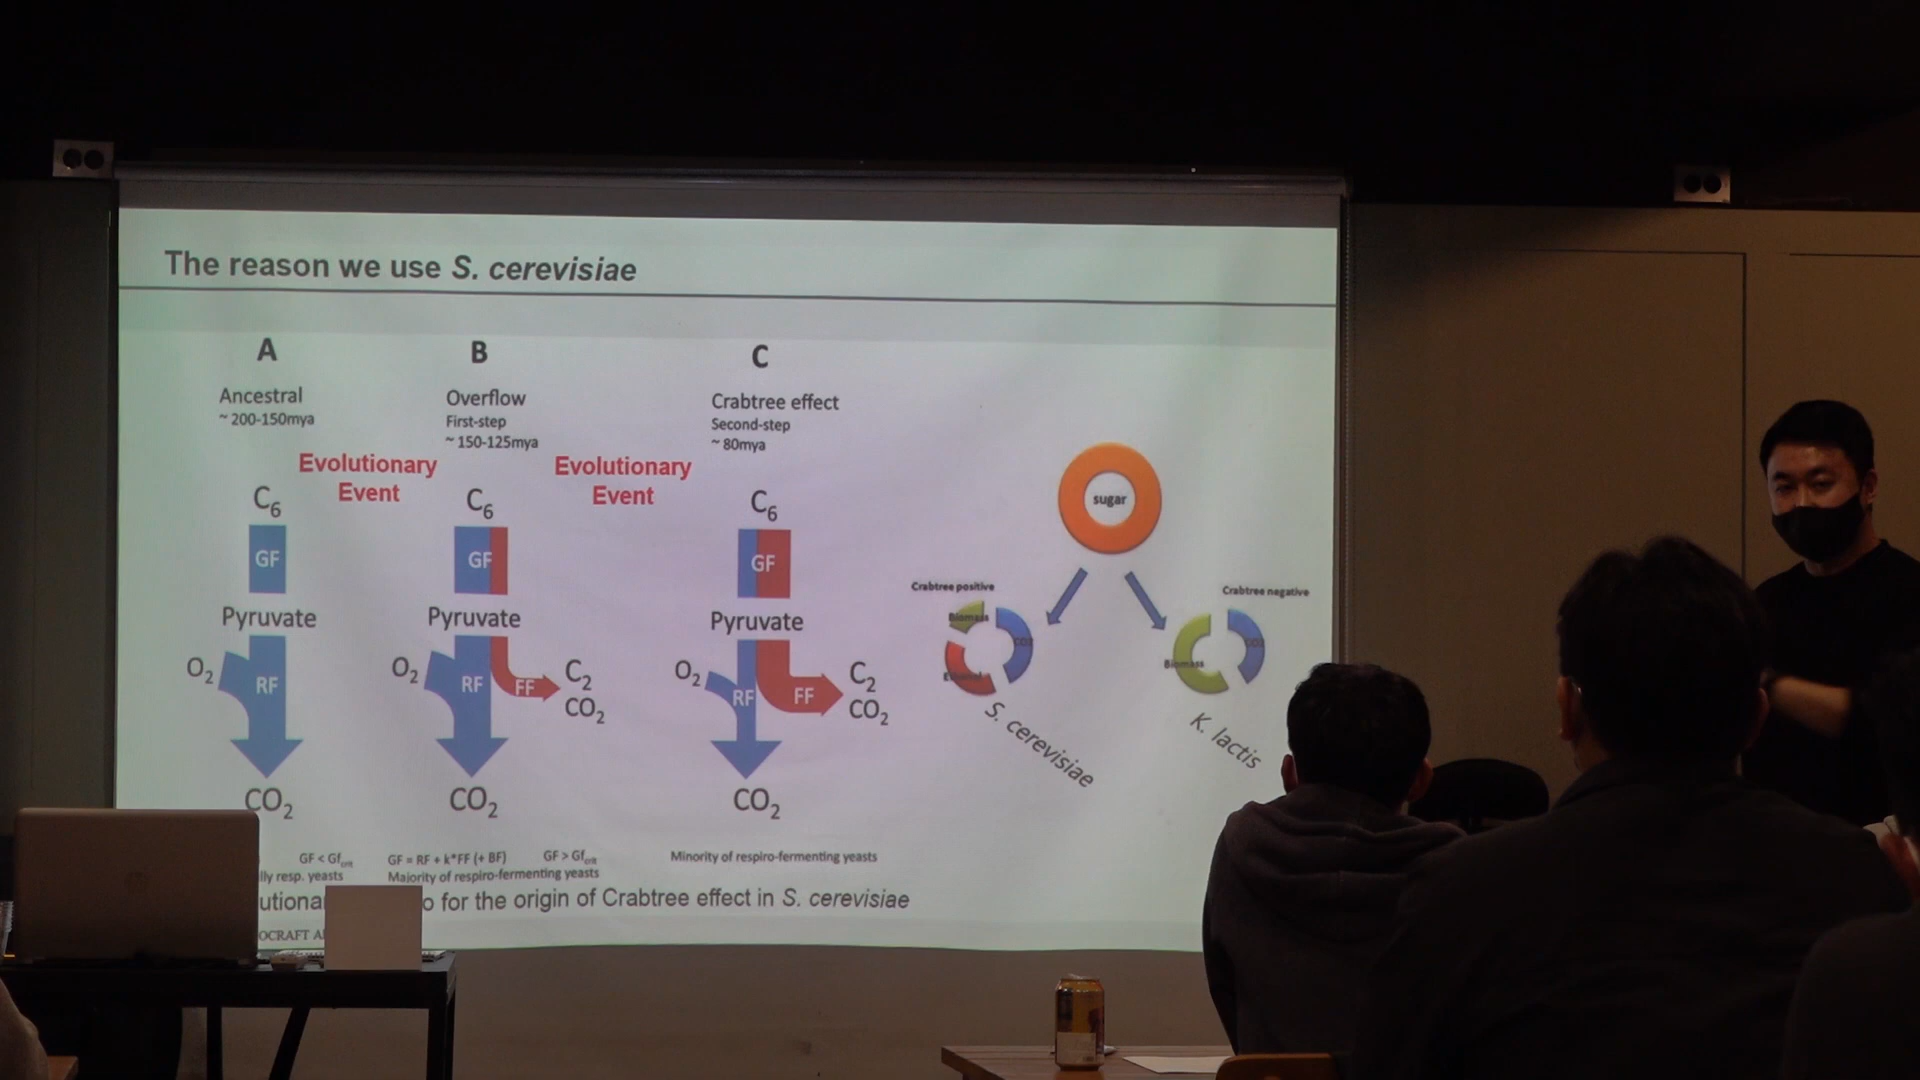 The reason we use S. cerevisiae
A
Ancestral
~ 200-150mya
B
Overflow
First-step
~ 150-125mya
C
Crabtree effect
Second-step
~ 80mya
Evolutionary
Event
Evolutionary
Event
C6
GF
Pyruvate
O2
RF
CO2
C6
GF
Pyruvate
O2
RF
FF
C2
CO2
CO2
C6
GF
Pyruvate
O2
RF
FF
C2
CO2
CO2
sugar
Crabtree positive
Biomass
CO2
S. cerevisiae
Crabtree negative
Biomass
CO2
K. lactis
GF < Gfcrit
lly resp. yeasts
GF = RF + k*FF (+ BF)
GF > Gfcrit
Majority of respiro-fermenting yeasts
Minority of respiro-fermenting yeasts
utiona o for the origin of Crabtree effect in S. cerevisiae
OCRAFT A